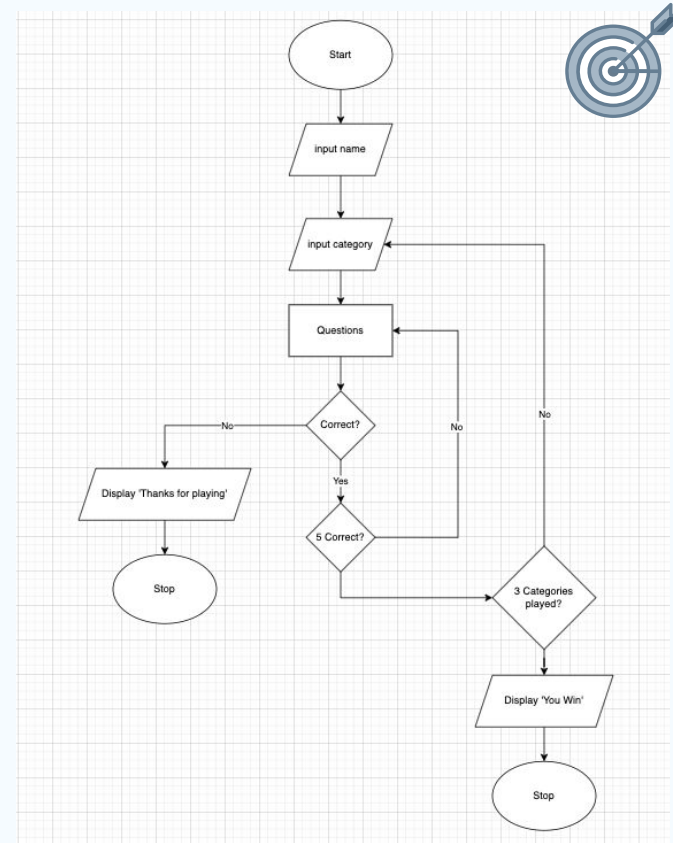 Start
input name
input category
Questions
Correct?
No
Yes
Display 'Thanks for playing'
Stop
5 Correct?
No
3 Categories
played?
No
Display 'You Win'
Stop